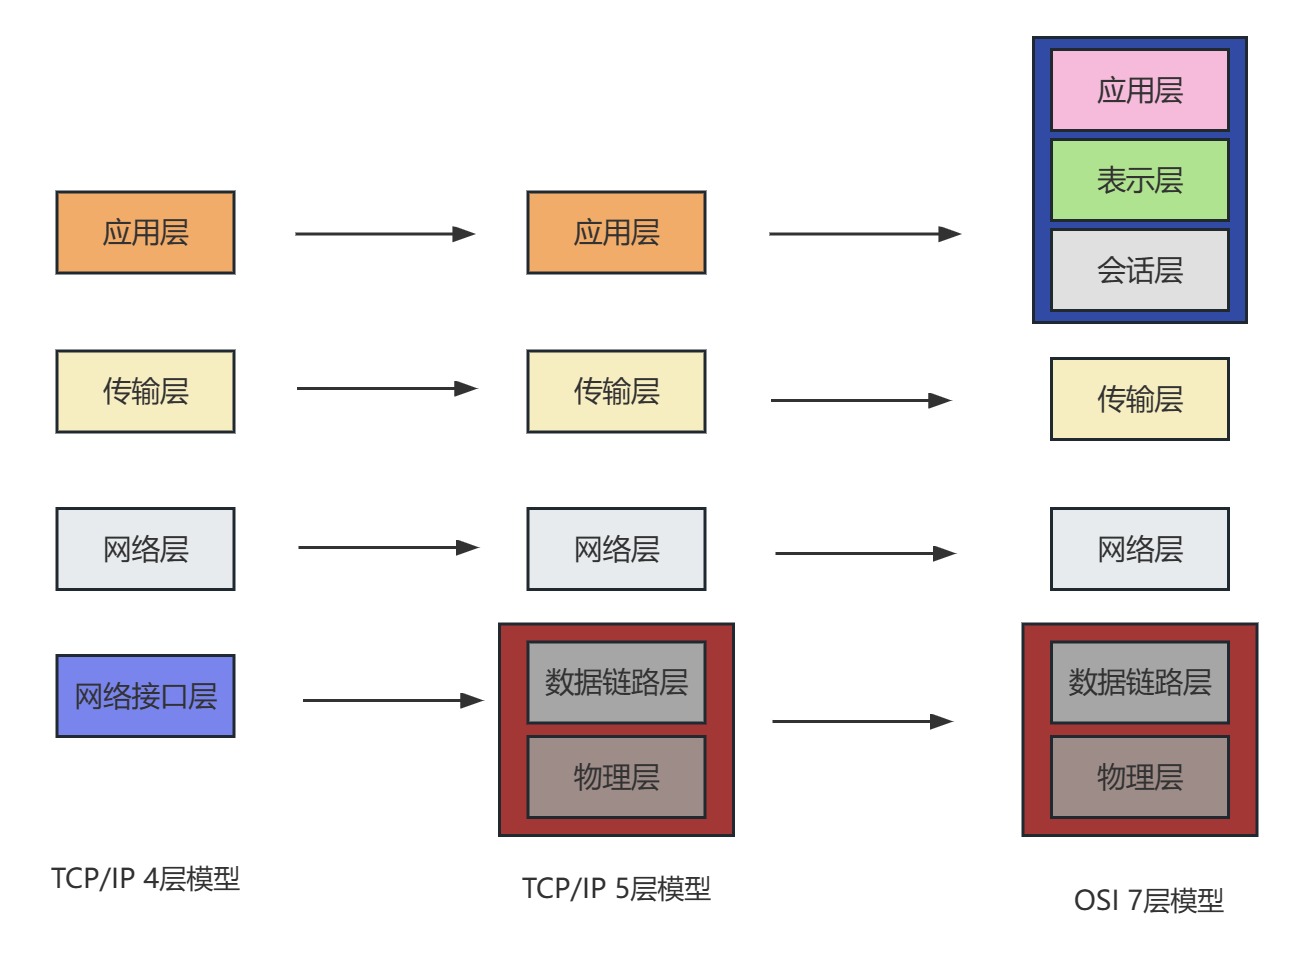 应用层
传输层
网络层
网络接口层
TCP/IP 4层模型
应用层
传输层
网络层
数据链路层
物理层
TCP/IP 5层模型
应用层
表示层
会话层
传输层
网络层
数据链路层
物理层
OSI 7层模型